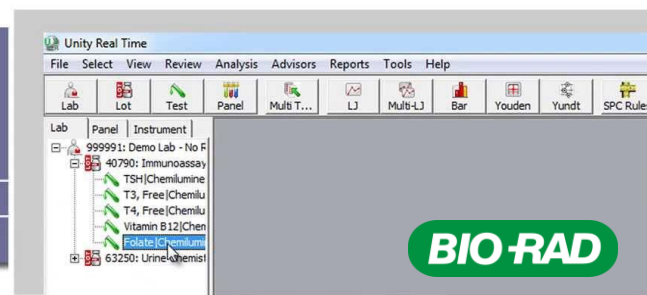 Unity Real Time
File Select View Review Analysis Advisors Reports Tools Help
Lab Lot Test Panel Multi T... LJ Multi-LJ Bar Youden Yundt SPC Rules
Lab Panel Instrument
999991: Demo Lab - No R
40790: Immunoassay
TSH|Chemilumine
T3, Free|Chemilu
T4, Free|Chemilu
Vitamin B12|Chem
Folate|Chemilumi
63250: Urine Chemist
BIO-RAD